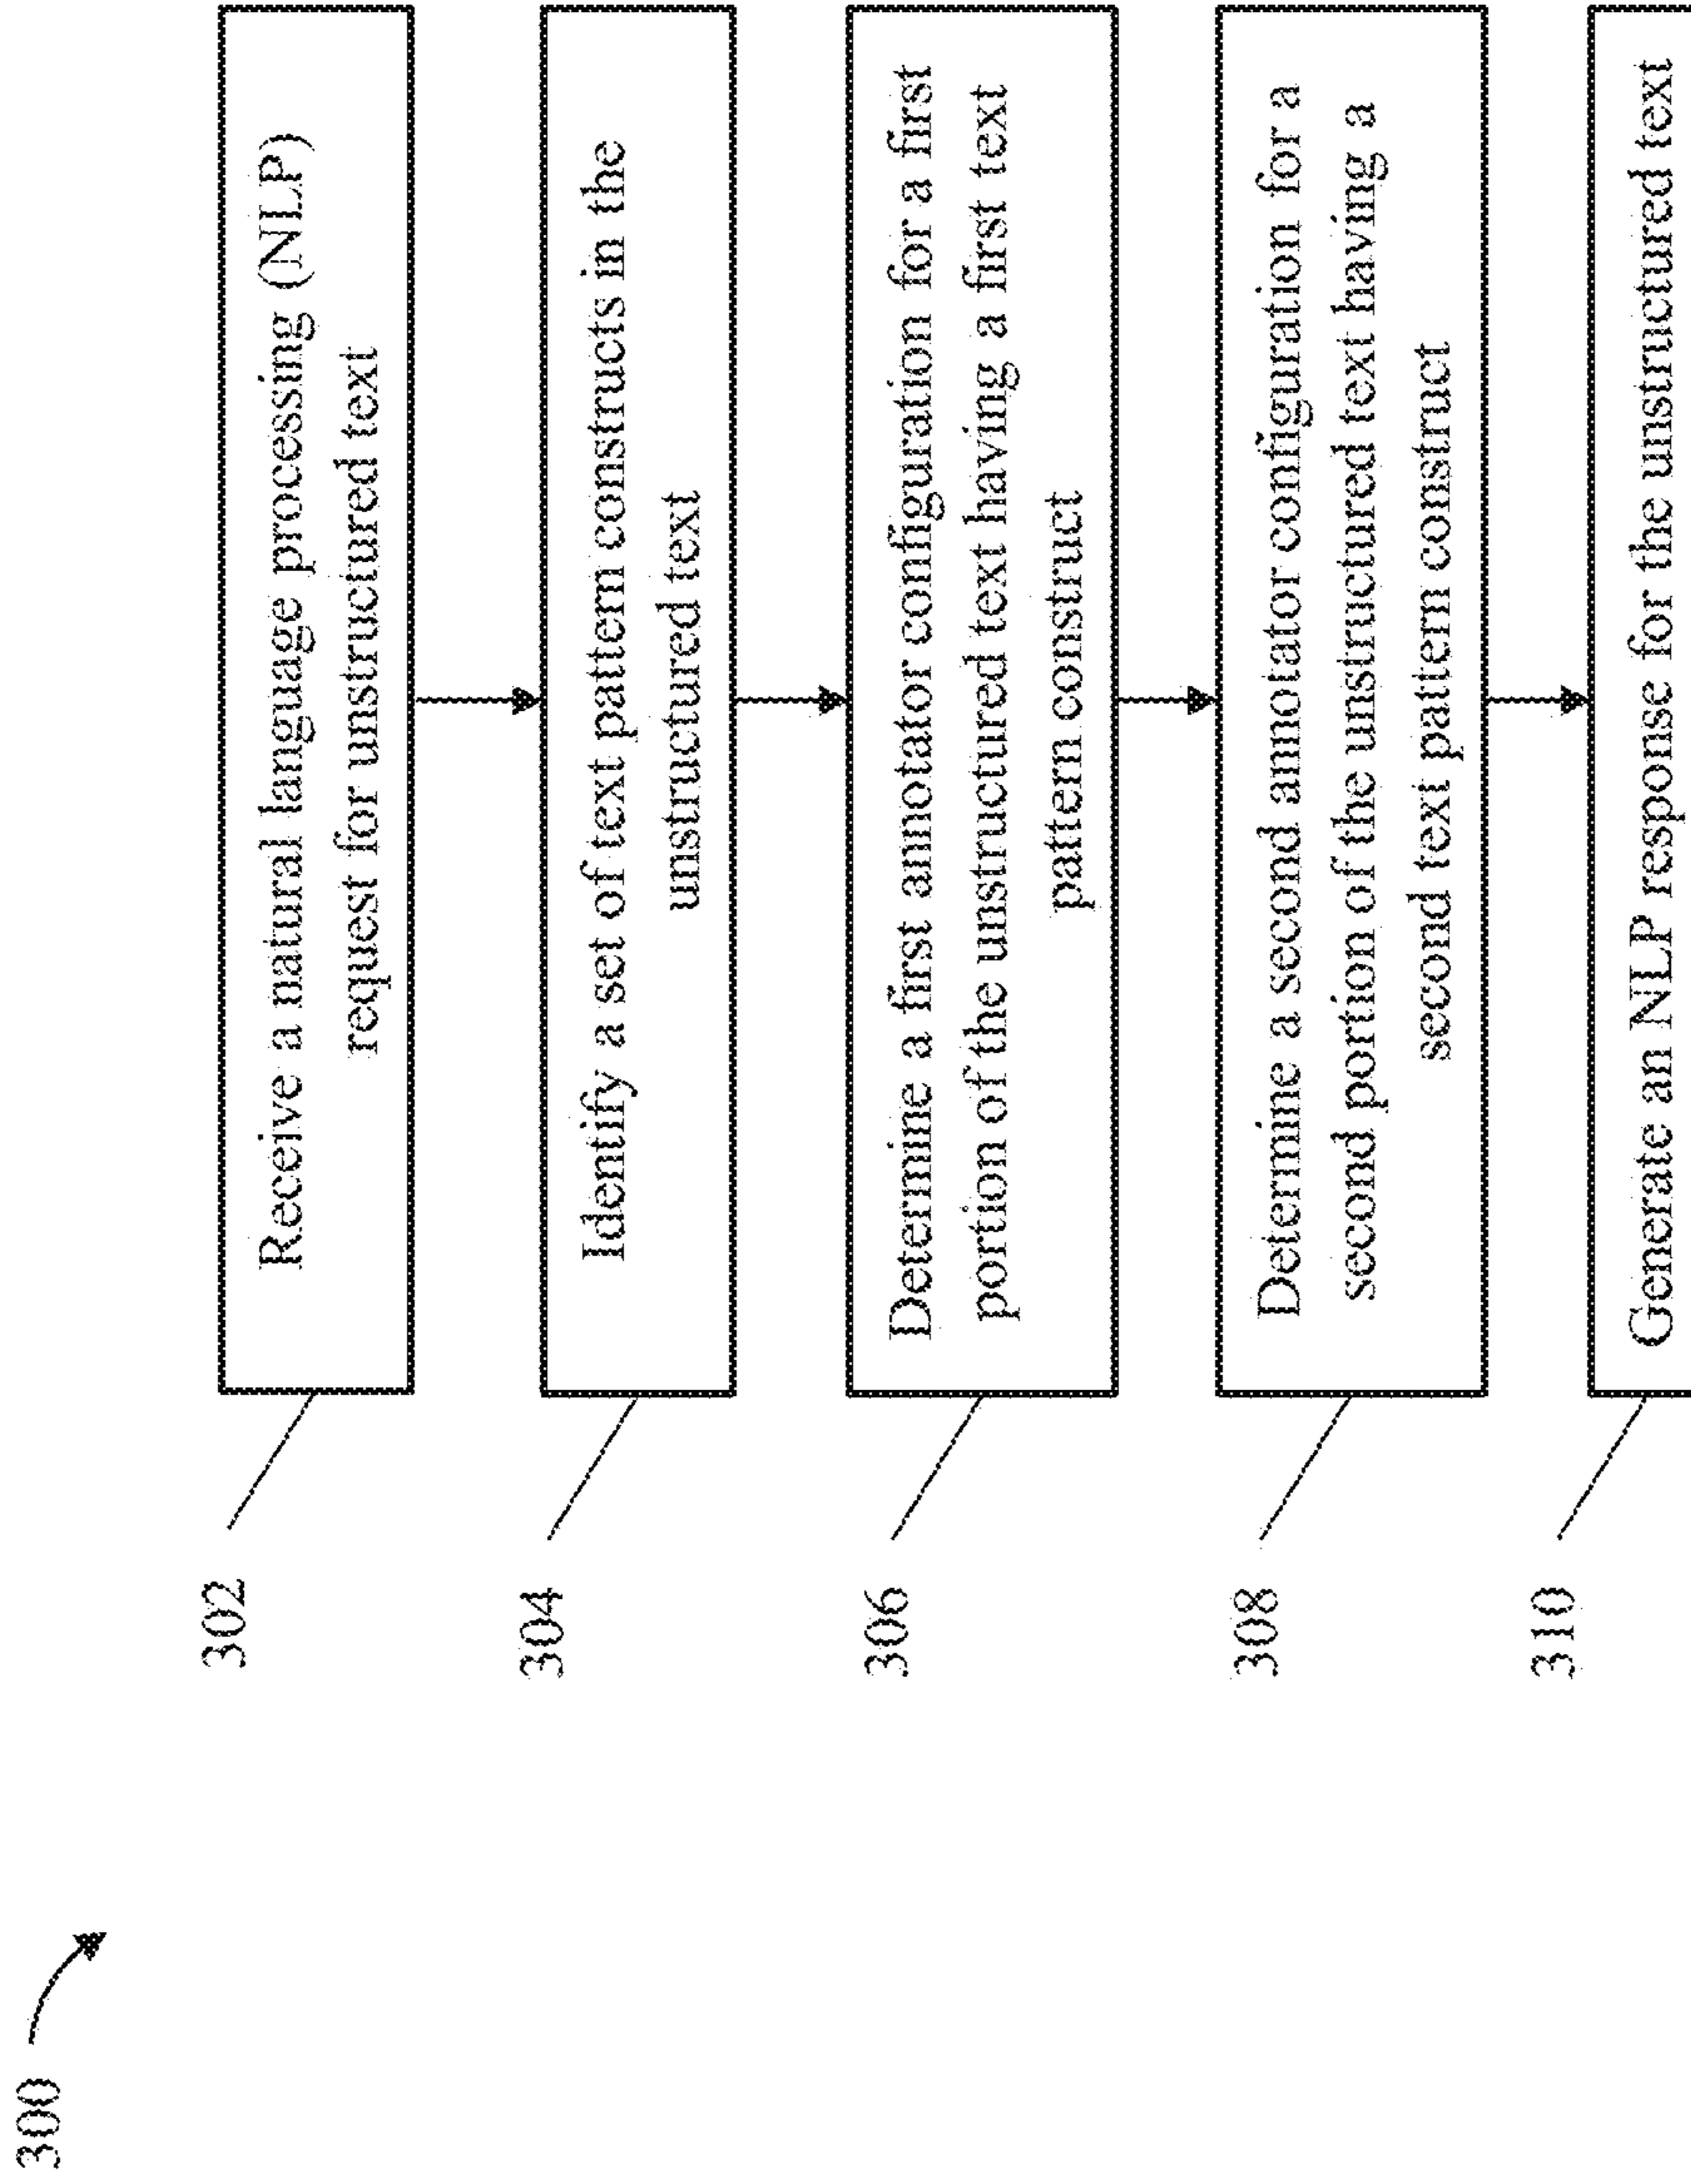 300
302
Receive a natural language processing (NLP)
request for unstructured text
304
Identify a set of text pattern constructs in the
unstructured text
306
Determine a first annotator configuration for a first
portion of the unstructured text having a first text
pattern construct
308
Determine a second annotator configuration for a
second portion of the unstructured text having a
second text pattern construct
310
Generate an NLP response for the unstructured text